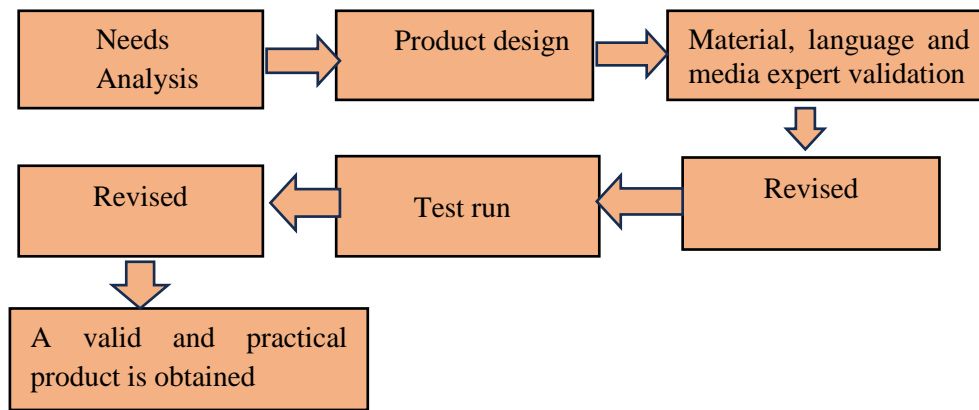 Needs
Analysis
Product design
Material, language and
media expert validation
Revised
Test run
Revised
A valid and practical
product is obtained